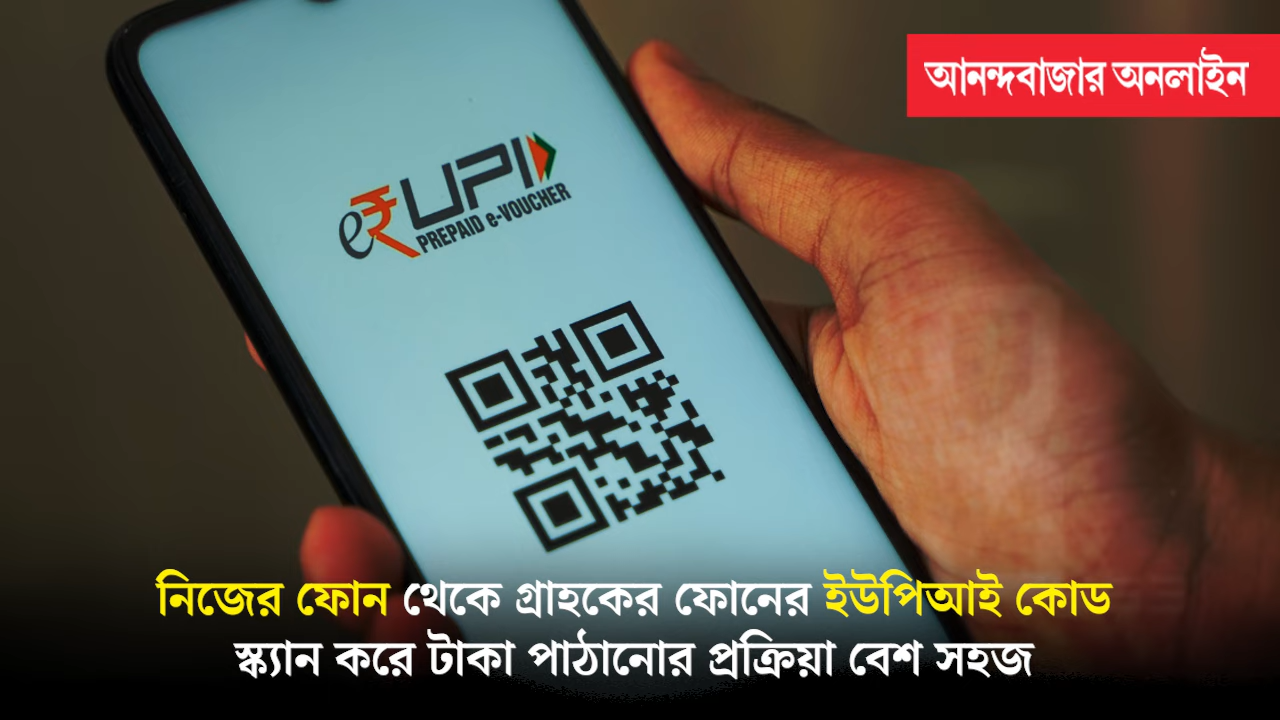 আনন্দবাজার অনলাইন
e₹UPI
PREPAID e-VOUCHER
নিজের ফোন থেকে গ্রাহকের ফোনের ইউপিআই কোড
স্ক্যান করে টাকা পাঠানোর প্রক্রিয়া বেশ সহজ